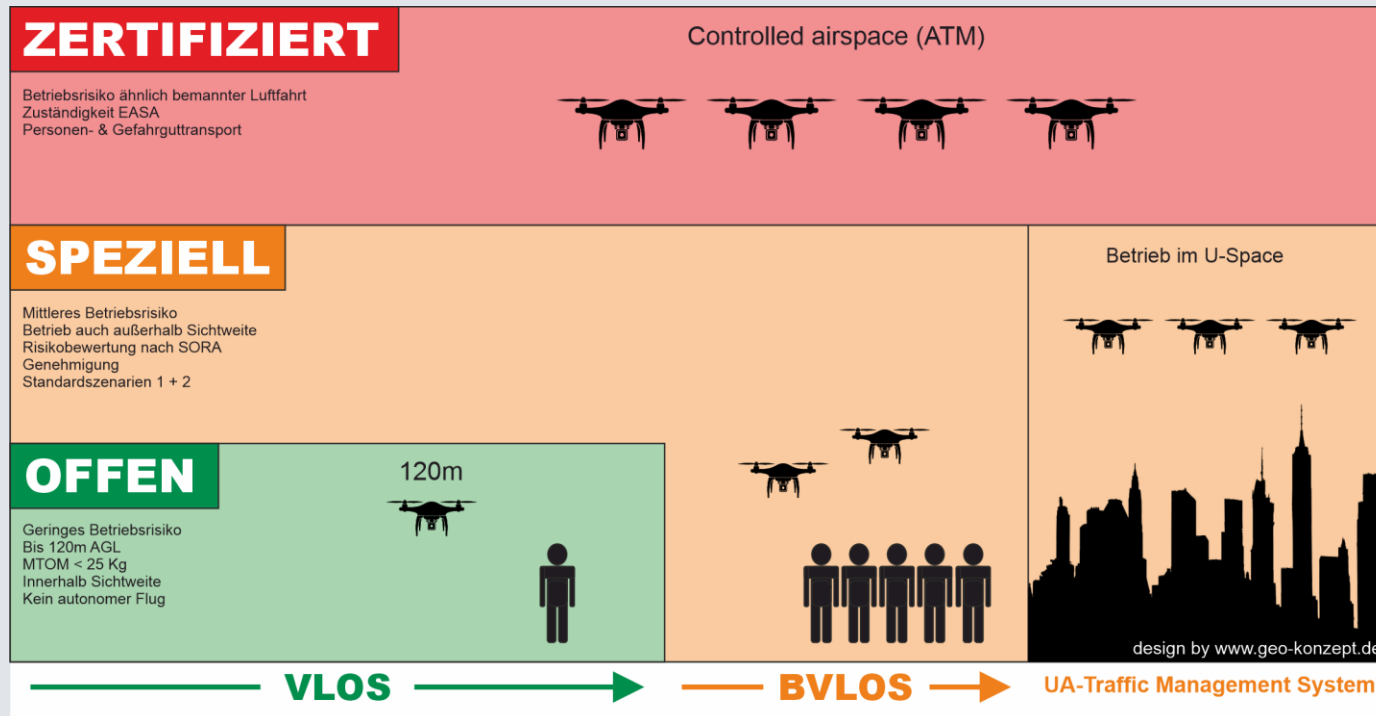 ZERTIFIZIERT
Controlled airspace (ATM)
Betriebsrisiko ähnlich bemannter Luftfahrt
Zuständigkeit EASA
Personen- & Gefahrguttransport
SPEZIELL
Betrieb im U-Space
Mittleres Betriebsrisiko
Betrieb auch außerhalb Sichtweite
Risikobewertung nach SORA
Genehmigung
Standardszenarien 1 + 2
OFFEN
120m
Geringes Betriebsrisiko
Bis 120m AGL
MTOM < 25 Kg
Innerhalb Sichtweite
Kein autonomer Flug
design by www.geo-konzept.de
VLOS
BVLOS
UA-Traffic Management System